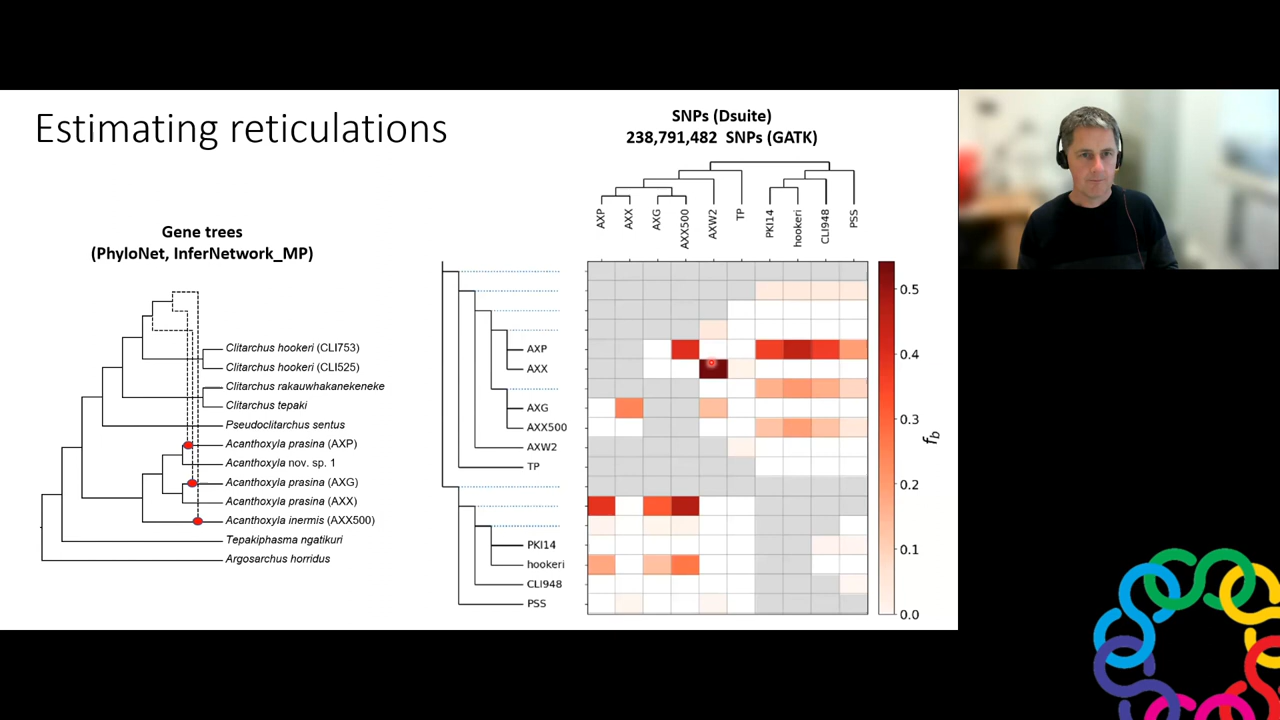 Estimating reticulations
Gene trees
(PhyloNet, InferNetwork_MP)
Clitarchus hookeri (CLI753)
Clitarchus hookeri (CLI525)
Clitarchus rakauwhakanekeneke
Clitarchus tepaki
Pseudoclitarchus sentus
Acanthoxyla prasina (AXP)
Acanthoxyla nov. sp. 1
Acanthoxyla prasina (AXG)
Acanthoxyla prasina (AXX)
Acanthoxyla inermis (AXX500)
Tepakiphasma ngatikuri
Argosarchus horridus
SNPs (Dsuite)
238,791,482 SNPs (GATK)
AXP
AXX
AXG
AXX500
AXW2
TP
PKI14
hookeri
CLI948
PSS
AXP
AXX
AXG
AXX500
AXW2
TP
PKI14
hookeri
CLI948
PSS
0.5
0.4
0.3
0.2
0.1
0.0
fb